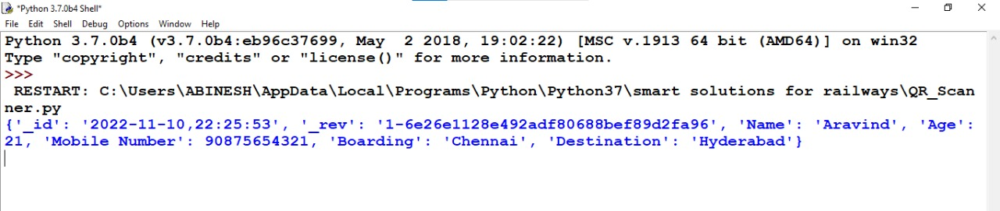 *Python 3.7.0b4 Shell*
File Edit Shell Debug Options Window Help
Python 3.7.0b4 (v3.7.0b4:eb96c37699, May  2 2018, 19:02:22) [MSC v.1913 64 bit (AMD64)] on win32
Type "copyright", "credits" or "license()" for more information.
>>>
 RESTART: C:\Users\ABINESH\AppData\Local\Programs\Python\Python37\smart solutions for railways\QR_Scan
ner.py
{'_id': '2022-11-10,22:25:53', '_rev': '1-6e26e1128e492adf80688bef89d2fa96', 'Name': 'Aravind', 'Age':
21, 'Mobile Number': 90875654321, 'Boarding': 'Chennai', 'Destination': 'Hyderabad'}